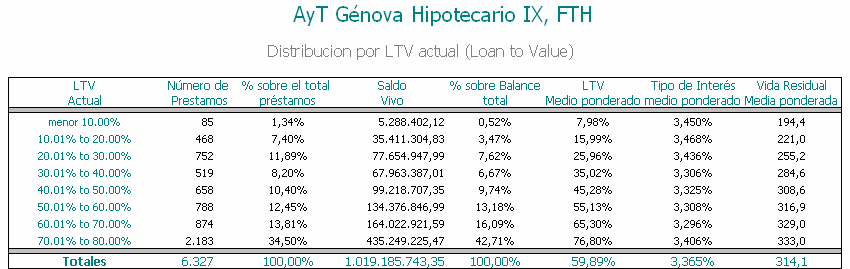 AyT Génova Hipotecario IX, FTH
Distribucion por LTV actual (Loan to Value)
LTV Número de % sobre el total Saldo % sobre Balance LTV Tipo de Interés Vida Residual
Actual Prestamos préstamos Vivo total Medio ponderado medio ponderado Media ponderada
menor 10.00% 85 1,34% 5.288.402,12 0,52% 7,98% 3,450% 194,4
10.01% to 20.00% 468 7,40% 35.411.304,83 3,47% 15,99% 3,468% 221,0
20.01% to 30.00% 752 11,89% 77.654.947,99 7,62% 25,96% 3,436% 255,2
30.01% to 40.00% 519 8,20% 67.963.387,01 6,67% 35,02% 3,306% 284,6
40.01% to 50.00% 658 10,40% 99.218.707,35 9,74% 45,28% 3,325% 308,6
50.01% to 60.00% 788 12,45% 134.376.846,99 13,18% 55,13% 3,308% 316,9
60.01% to 70.00% 874 13,81% 164.022.921,59 16,09% 65,30% 3,296% 329,0
70.01% to 80.00% 2.183 34,50% 435.249.225,47 42,71% 76,80% 3,406% 333,0
Totales 6.327 100,00% 1.019.185.743,35 100,00% 59,89% 3,365% 314,1